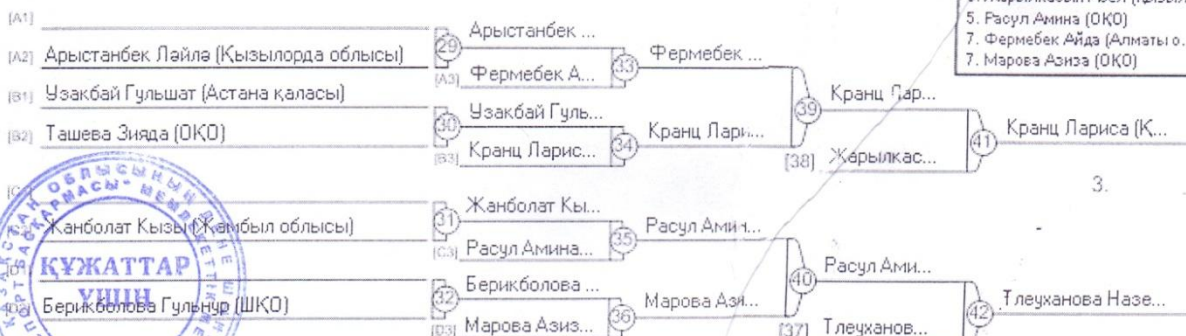 5. Расул Амина (ОҚО)
7. Фермебек Айда (Алматы о.
7. Марова Азиза (ОҚО)
[A1]
[A2] Арыстанбек Ләйлә (Қызылорда облысы)
29
Арыстанбек ...
[A3] Фермебек А...
33
Фермебек ...
[B1] Узакбай Гульшат (Астана қаласы)
[B2] Ташева Зияда (ОҚО)
30
Узакбай Гуль...
[B3] Кранц Ларис...
34
Кранц Лари...
39
Кранц Лар...
[38] Жарылкас...
41
Кранц Лариса (Қ...
3.
Жанболат Кызы (Жамбыл облысы)
31
Жанболат Кы...
[C3] Расул Амина...
35
Расул Амин...
[D1]
Берикболова Гульнур (ШҚО)
32
Берикболова ...
[D3] Марова Азиз...
36
Марова Ази...
40
Расул Ами...
[37] Тлеуханов...
42
Тлеуханова Назе...
ҚҰЖАТТАР
ҮШІН